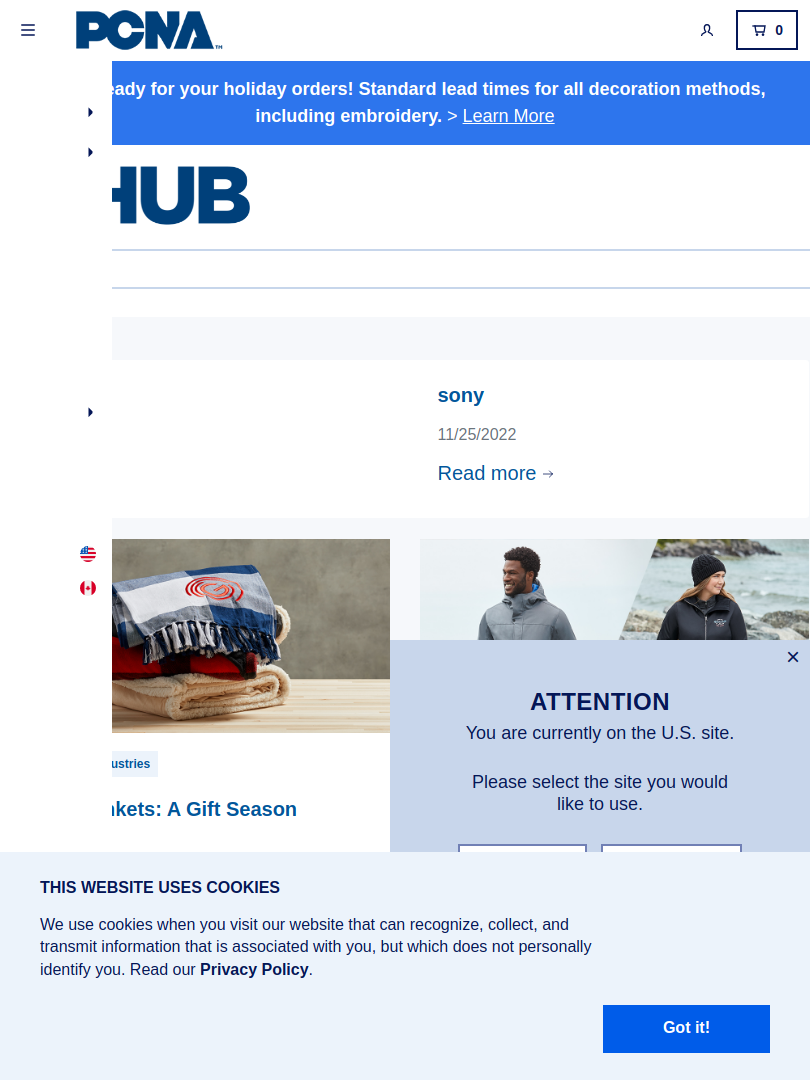 PCNA™
0
ready for your holiday orders! Standard lead times for all decoration methods,
including embroidery. > Learn More
HUB
sony
11/25/2022
Read more
ATTENTION
You are currently on the U.S. site.
Please select the site you would
like to use.
THIS WEBSITE USES COOKIES
We use cookies when you visit our website that can recognize, collect, and
transmit information that is associated with you, but which does not personally
identify you. Read our Privacy Policy.
Got it!
A Gift Season